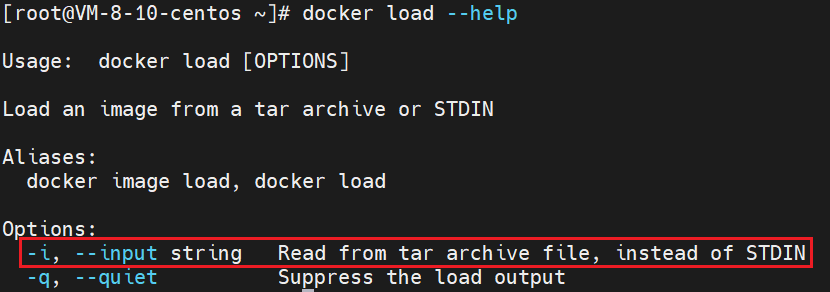 [root@VM-8-10-centos ~]# docker load --help
Usage:  docker load [OPTIONS]
Load an image from a tar archive or STDIN
Aliases:
  docker image load, docker load
Options:
  -i, --input string   Read from tar archive file, instead of STDIN
  -q, --quiet          Suppress the load output